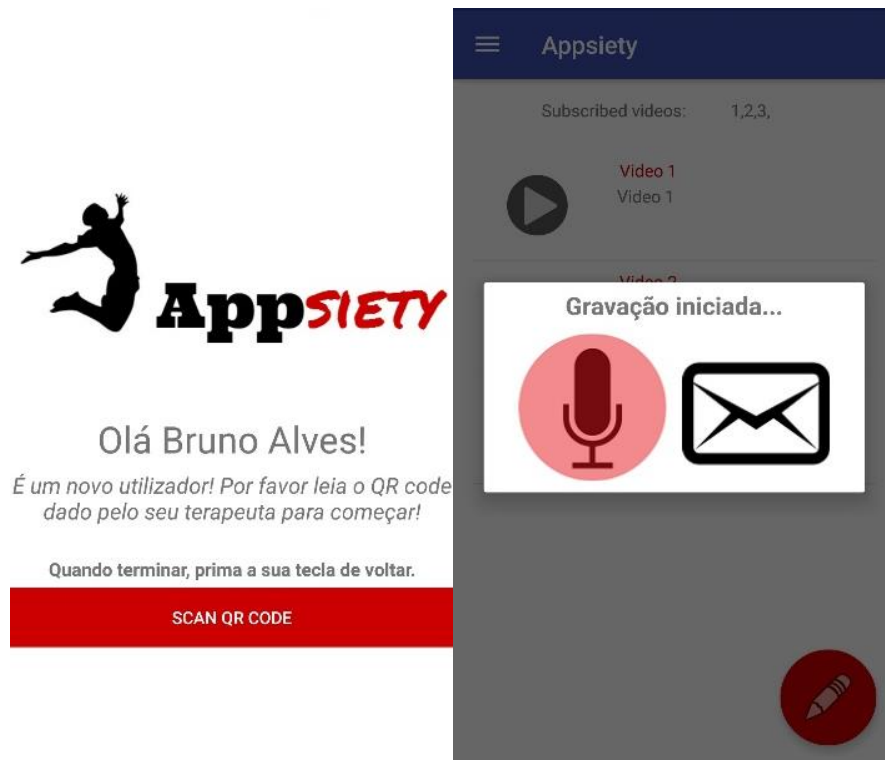 Appsiety
Olá Bruno Alves!
É um novo utilizador! Por favor leia o QR code
dado pelo seu terapeuta para começar!
Quando terminar, prima a sua tecla de voltar.
SCAN QR CODE
Appsiety
Subscribed videos: 1,2,3,
Video 1
Video 1
Video 2
Gravação iniciada...